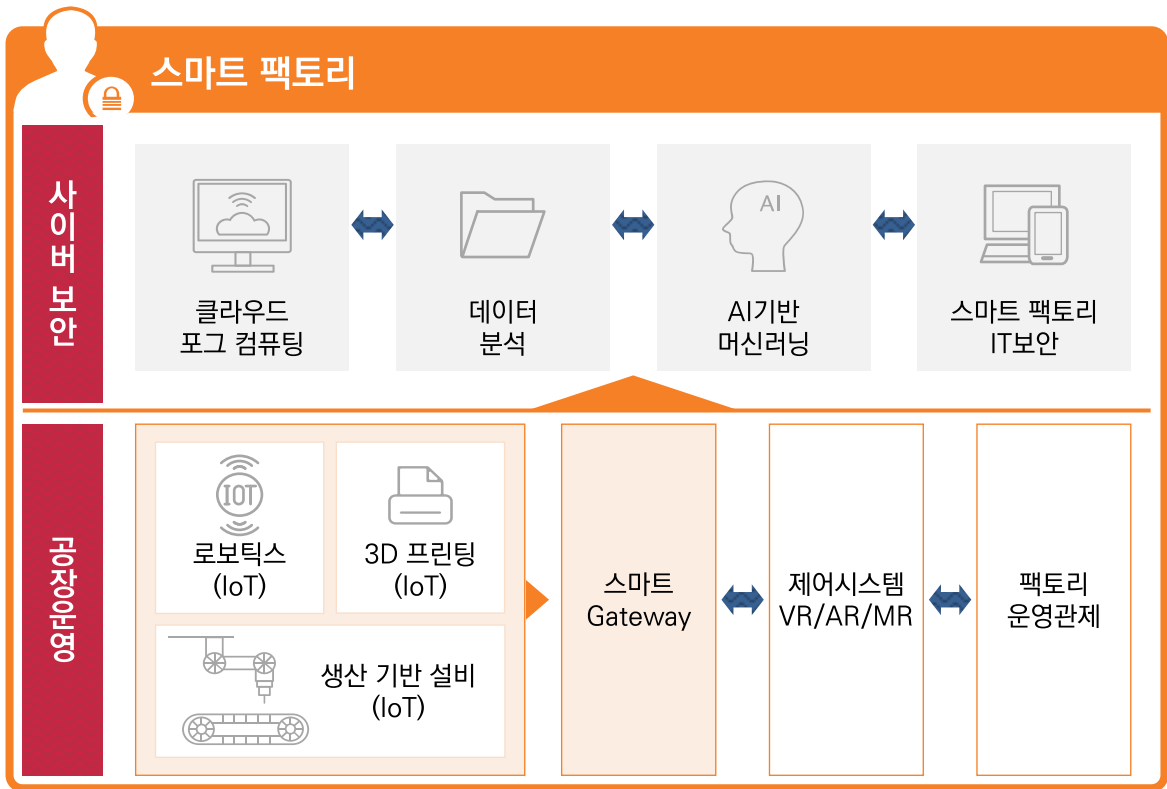 스마트 팩토리
사이버 보안
클라우드
포그 컴퓨팅
데이터
분석
AI
AI기반
머신러닝
스마트 팩토리
IT보안
공장운영
IOT
로보틱스
(IoT)
3D 프린팅
(IoT)
생산 기반 설비
(IoT)
스마트
Gateway
제어시스템
VR/AR/MR
팩토리
운영관제